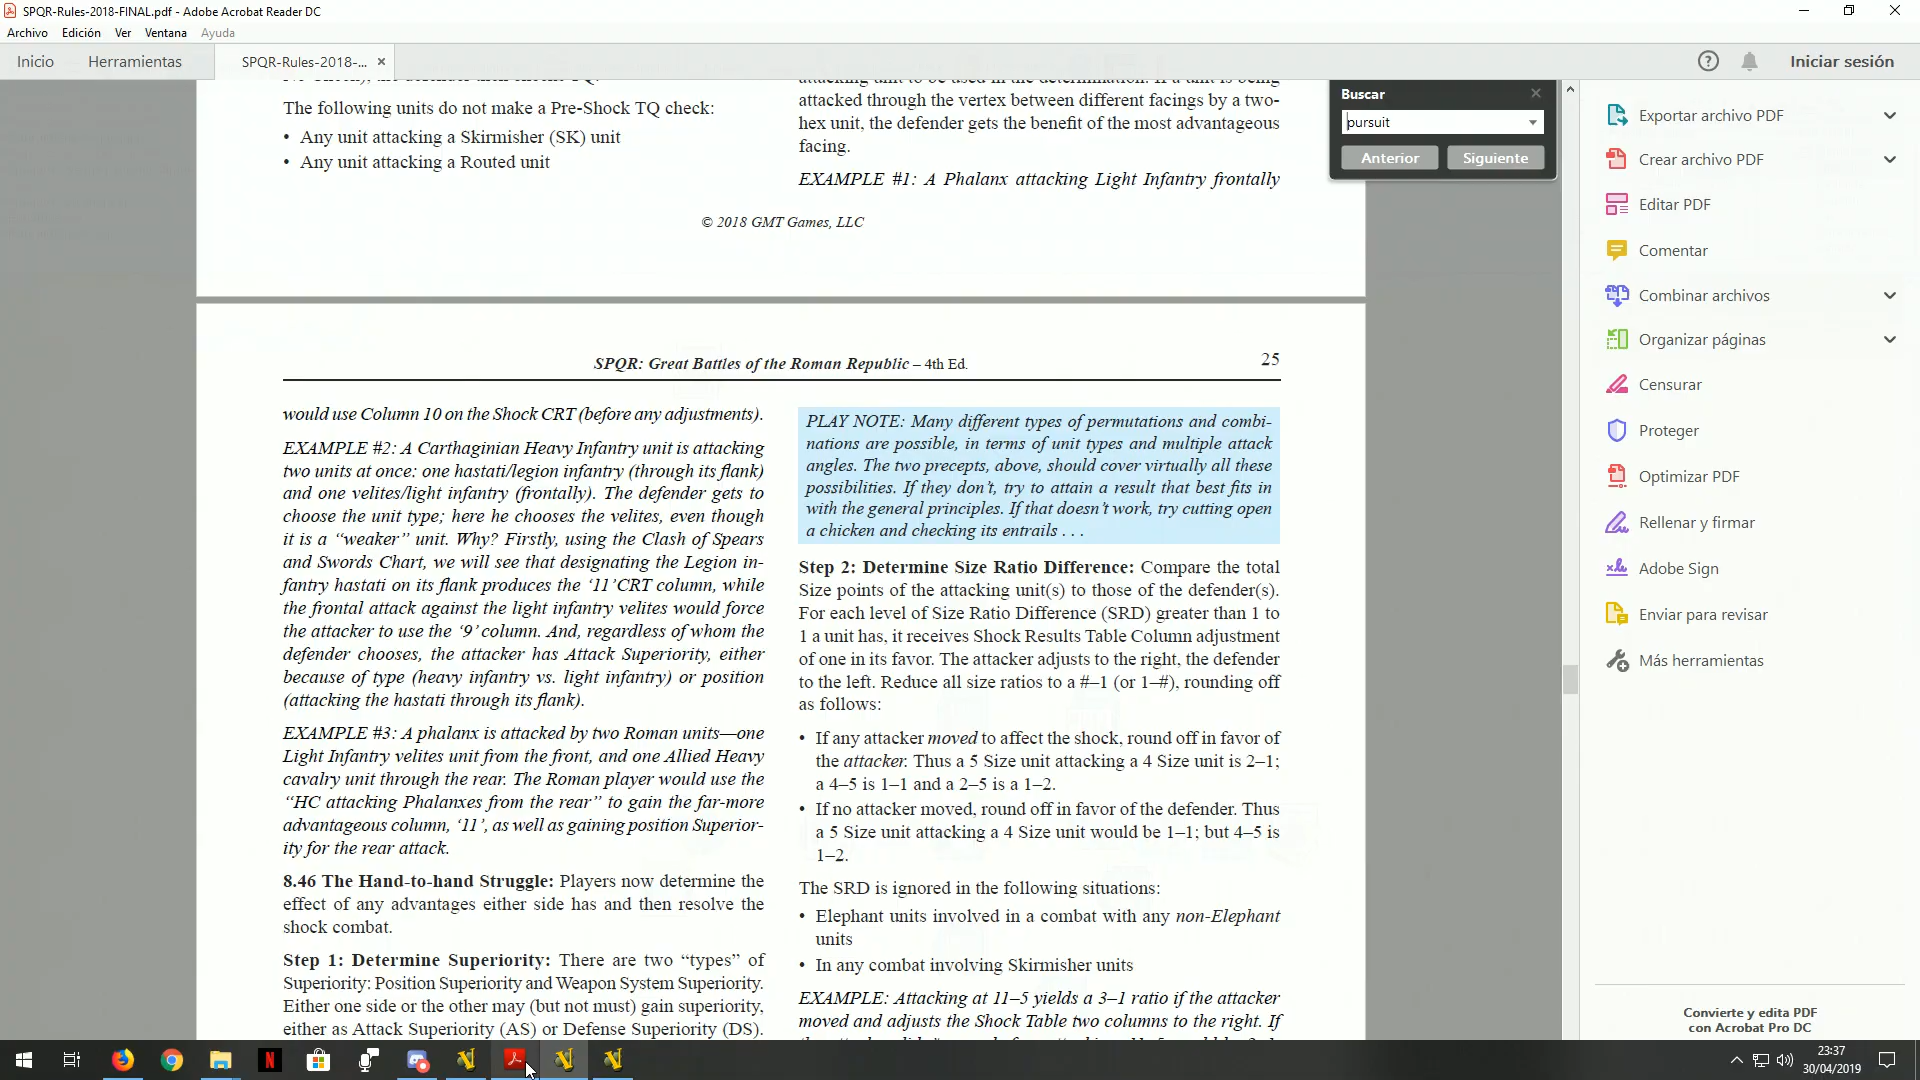 SPQR-Rules-2018-FINAL.pdf - Adobe Acrobat Reader DC
Archivo Edición Ver Ventana Ayuda
Inicio Herramientas SPQR-Rules-2018-... × Iniciar sesión
The following units do not make a Pre-Shock TQ check:
• Any unit attacking a Skirmisher (SK) unit
• Any unit attacking a Routed unit
attacking unit to be used in the determination. If a unit is being
attacked through the vertex between different facings by a two-
hex unit, the defender gets the benefit of the most advantageous
facing.
EXAMPLE #1: A Phalanx attacking Light Infantry frontally
© 2018 GMT Games, LLC
SPQR: Great Battles of the Roman Republic – 4th Ed.
25
would use Column 10 on the Shock CRT (before any adjustments).
EXAMPLE #2: A Carthaginian Heavy Infantry unit is attacking
two units at once: one hastati/legion infantry (through its flank)
and one velites/light infantry (frontally). The defender gets to
choose the unit type; here he chooses the velites, even though
it is a “weaker” unit. Why? Firstly, using the Clash of Spears
and Swords Chart, we will see that designating the Legion in-
fantry hastati on its flank produces the ‘11’CRT column, while
the frontal attack against the light infantry velites would force
the attacker to use the ‘9’ column. And, regardless of whom the
defender chooses, the attacker has Attack Superiority, either
because of type (heavy infantry vs. light infantry) or position
(attacking the hastati through its flank).
EXAMPLE #3: A phalanx is attacked by two Roman units—one
Light Infantry velites unit from the front, and one Allied Heavy
cavalry unit through the rear. The Roman player would use the
“HC attacking Phalanxes from the rear” to gain the far-more
advantageous column, ‘11’, as well as gaining position Superior-
ity for the rear attack.
8.46 The Hand-to-hand Struggle: Players now determine the
effect of any advantages either side has and then resolve the
shock combat.
Step 1: Determine Superiority: There are two “types” of
Superiority: Position Superiority and Weapon System Superiority.
Either one side or the other may (but not must) gain superiority,
either as Attack Superiority (AS) or Defense Superiority (DS).
PLAY NOTE: Many different types of permutations and combi-
nations are possible, in terms of unit types and multiple attack
angles. The two precepts, above, should cover virtually all these
possibilities. If they don’t, try to attain a result that best fits in
with the general principles. If that doesn’t work, try cutting open
a chicken and checking its entrails . . .
Step 2: Determine Size Ratio Difference: Compare the total
Size points of the attacking unit(s) to those of the defender(s).
For each level of Size Ratio Difference (SRD) greater than 1 to
1 a unit has, it receives Shock Results Table Column adjustment
of one in its favor. The attacker adjusts to the right, the defender
to the left. Reduce all size ratios to a #–1 (or 1–#), rounding off
as follows:
• If any attacker moved to affect the shock, round off in favor of
the attacker. Thus a 5 Size unit attacking a 4 Size unit is 2–1;
a 4–5 is 1–1 and a 2–5 is a 1–2.
• If no attacker moved, round off in favor of the defender. Thus
a 5 Size unit attacking a 4 Size unit would be 1–1; but 4–5 is
1–2.
The SRD is ignored in the following situations:
• Elephant units involved in a combat with any non-Elephant
units
• In any combat involving Skirmisher units
EXAMPLE: Attacking at 11–5 yields a 3–1 ratio if the attacker
moved and adjusts the Shock Table two columns to the right. If
Buscar
pursuit
Anterior Siguiente
Exportar archivo PDF
Crear archivo PDF
Editar PDF
Comentar
Combinar archivos
Organizar páginas
Censurar
Proteger
Optimizar PDF
Rellenar y firmar
Adobe Sign
Enviar para revisar
Más herramientas
Convierte y edita PDF
con Acrobat Pro DC
23:37
30/04/2019